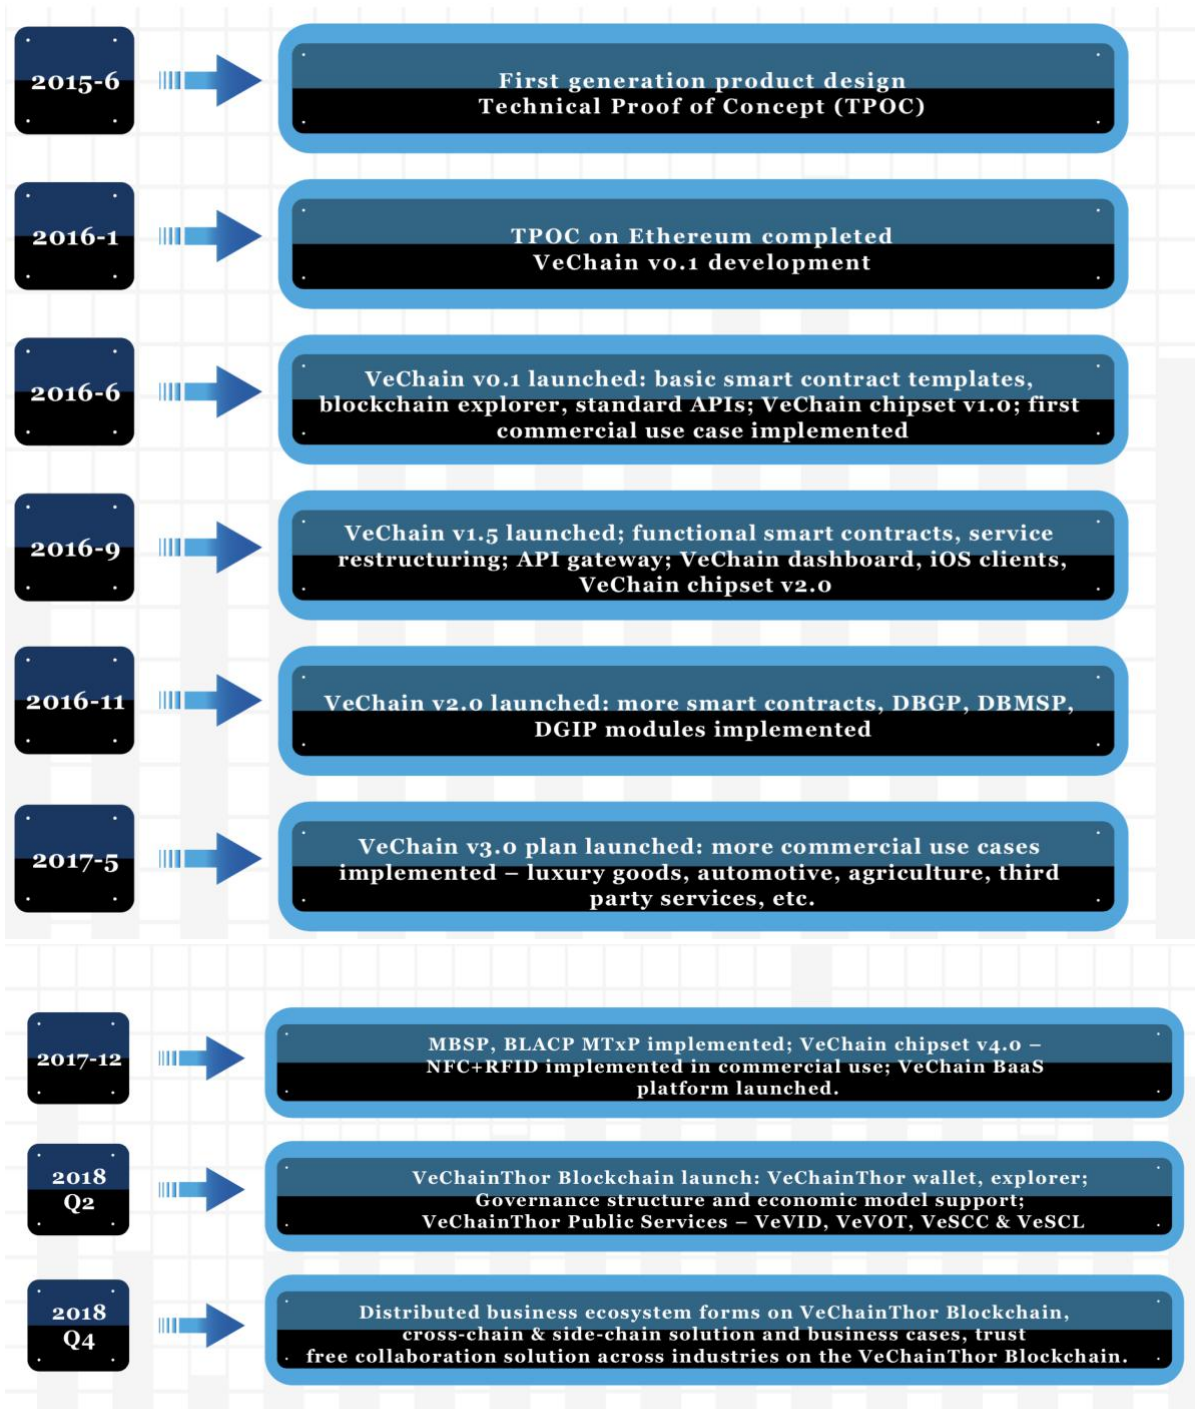 2015-6
First generation product design
Technical Proof of Concept (TPOC)
2016-1
TPOC on Ethereum completed
VeChain v0.1 development
2016-6
VeChain v0.1 launched: basic smart contract templates,
blockchain explorer, standard APIs; VeChain chipset v1.0; first
commercial use case implemented
2016-9
VeChain v1.5 launched; functional smart contracts, service
restructuring; API gateway; VeChain dashboard, iOS clients,
VeChain chipset v2.0
2016-11
VeChain v2.0 launched: more smart contracts, DBGP, DBMSP,
DGIP modules implemented
2017-5
VeChain v3.0 plan launched: more commercial use cases
implemented – luxury goods, automotive, agriculture, third
party services, etc.
2017-12
MBSP, BLACP MTxP implemented; VeChain chipset v4.0 –
NFC+RFID implemented in commercial use; VeChain BaaS
platform launched.
2018
Q2
VeChainThor Blockchain launch: VeChainThor wallet, explorer;
Governance structure and economic model support;
VeChainThor Public Services – VeVID, VeVOT, VeSCC & VeSCL
2018
Q4
Distributed business ecosystem forms on VeChainThor Blockchain,
cross-chain & side-chain solution and business cases, trust
free collaboration solution across industries on the VeChainThor Blockchain.